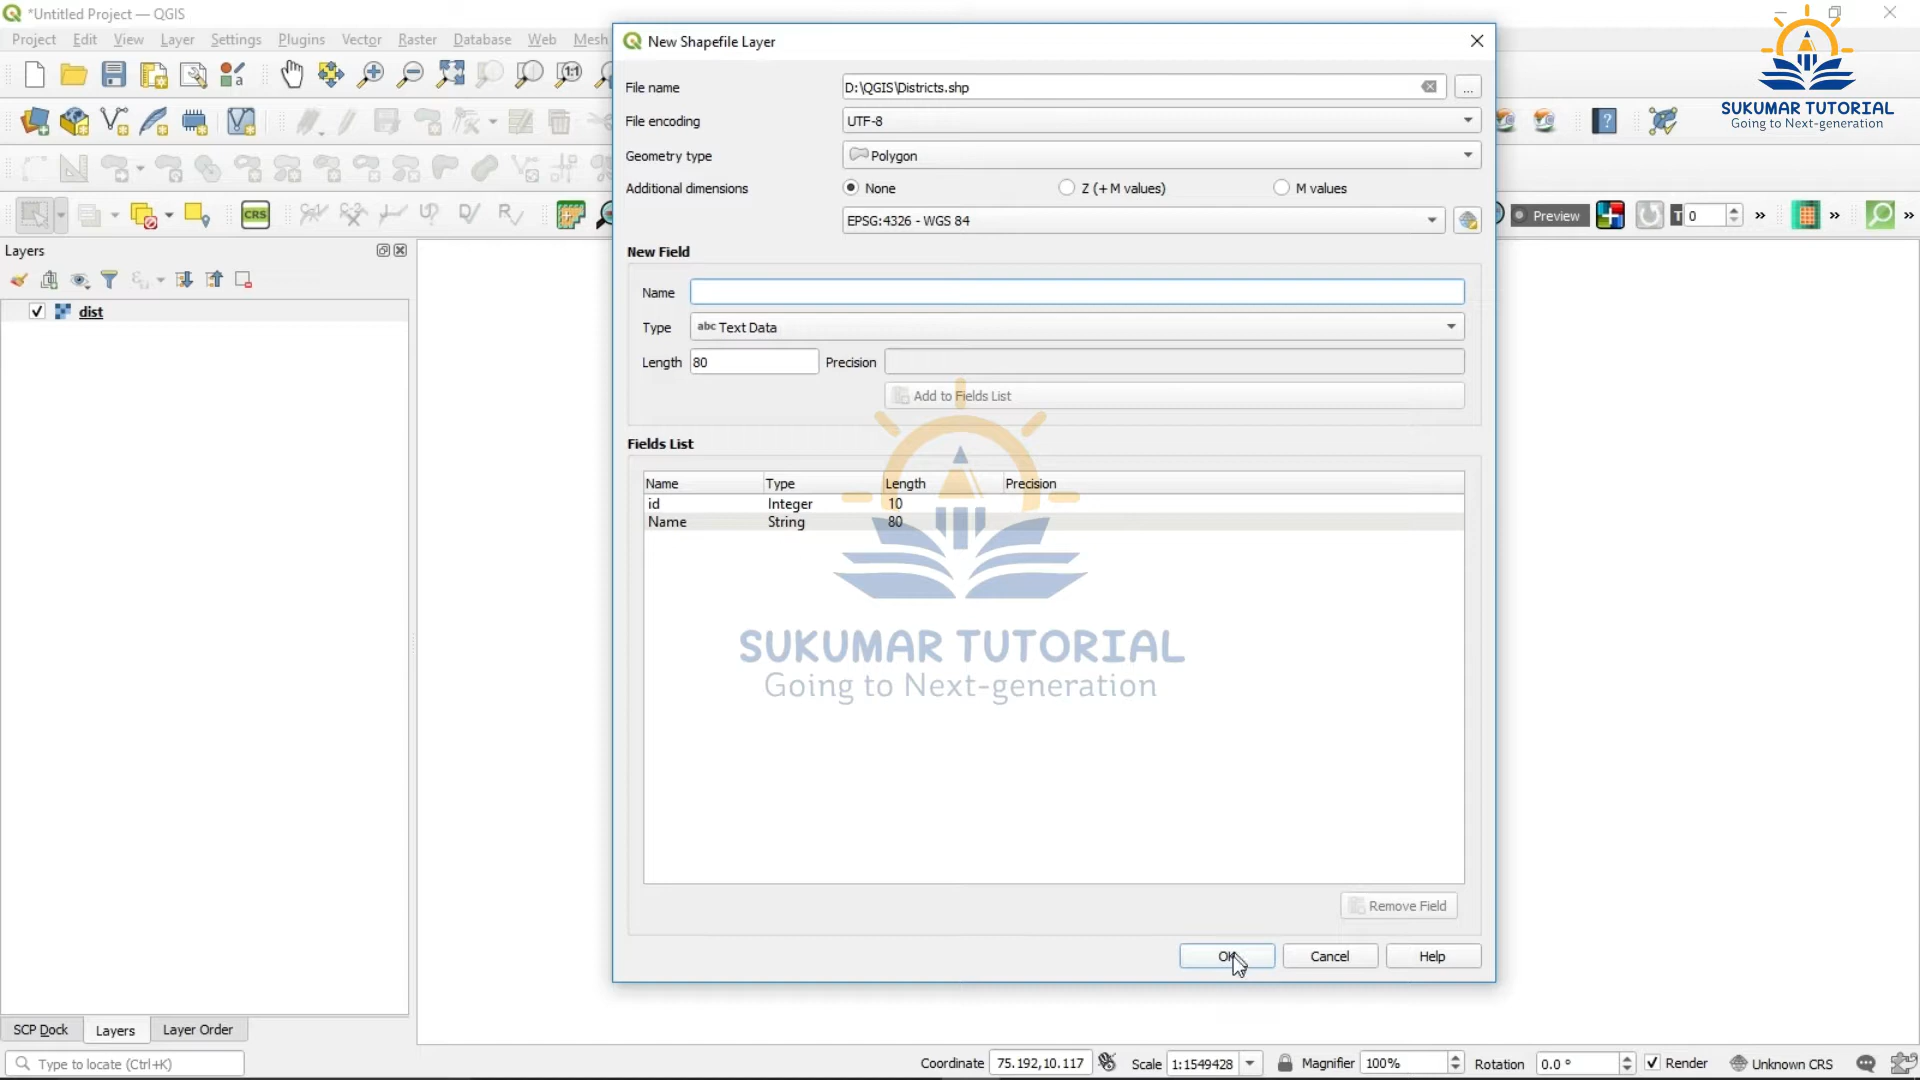 *Untitled Project — QGIS
Project Edit View Layer Settings Plugins Vector Raster Database Web Mesh
SUKUMAR TUTORIAL
Going to Next-generation
CRS
Preview
T 0
Layers
dist
New Shapefile Layer
File name D:\QGIS\Districts.shp ...
File encoding UTF-8
Geometry type Polygon
Additional dimensions None Z (+ M values) M values
EPSG:4326 - WGS 84
New Field
Name
Type abc Text Data
Length 80 Precision
Add to Fields List
Fields List
Name Type Length Precision
id Integer 10
Name String 80
SUKUMAR TUTORIAL
Going to Next-generation
Remove Field
OK Cancel Help
SCP Dock Layers Layer Order
Type to locate (Ctrl+K) Coordinate 75.192,10.117 Scale 1:1549428 Magnifier 100% Rotation 0.0 ° Render Unknown CRS